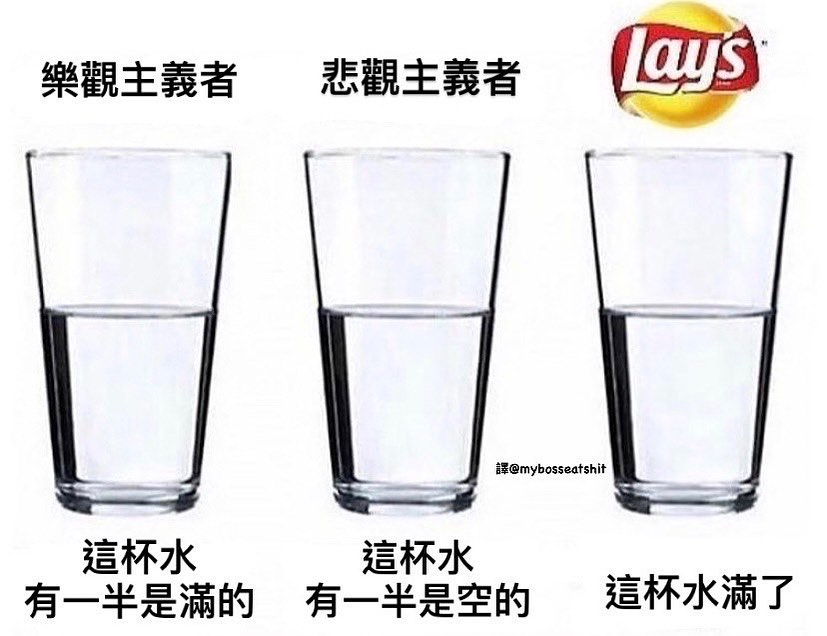 樂觀主義者
悲觀主義者
Lay's
譯@mybosseatshit
這杯水
有一半是滿的
這杯水
有一半是空的
這杯水滿了